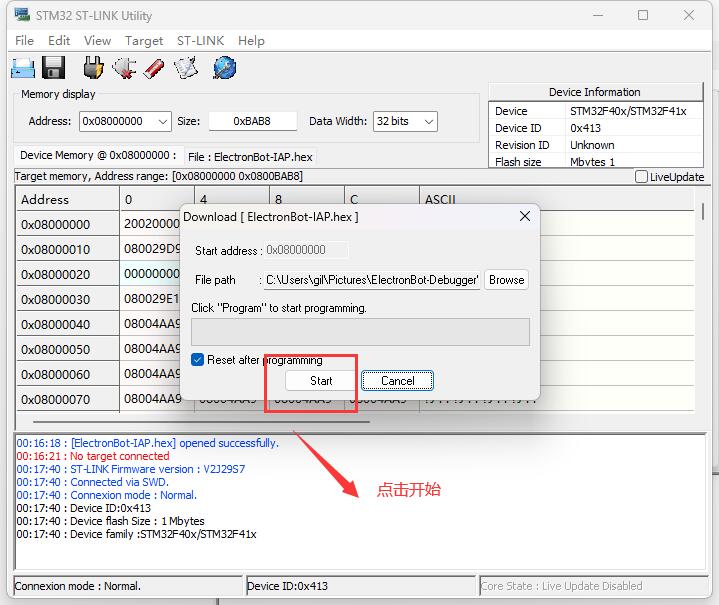 STM32 ST-LINK Utility
File Edit View Target ST-LINK Help
Memory display
Address: 0x08000000 Size: 0xBAB8 Data Width: 32 bits
Device Information
Device STM32F40x/STM32F41x
Device ID 0x413
Revision ID Unknown
Flash size Mbytes 1
Device Memory @ 0x08000000 : File : ElectronBot-IAP.hex
LiveUpdate
Target memory, Address range: [0x08000000 0x0800BAB8]
Address 0 4 8 C ASCII
0x08000000 20020000
0x08000010 080029D9
0x08000020 00000000
0x08000030 080029E1
0x08000040 08004AA9
0x08000050 08004AA9
0x08000060 08004AA9
0x08000070 08004AA9 08004AA9 08004AA9 08004AA9
Download [ ElectronBot-IAP.hex ]
Start address : 0x08000000
File path : C:\Users\gil\Pictures\ElectronBot-Debugger Browse
Click "Program" to start programming.
Reset after programming
Start Cancel
00:16:18 : [ElectronBot-IAP.hex] opened successfully.
00:16:21 : No target connected
00:17:40 : ST-LINK Firmware version : V2J29S7
00:17:40 : Connected via SWD.
00:17:40 : Connexion mode : Normal.
00:17:40 : Device ID:0x413
00:17:40 : Device flash Size : 1 Mbytes
00:17:40 : Device family :STM32F40x/STM32F41x
点击开始
Connexion mode : Normal. Device ID:0x413 Core State : Live Update Disabled